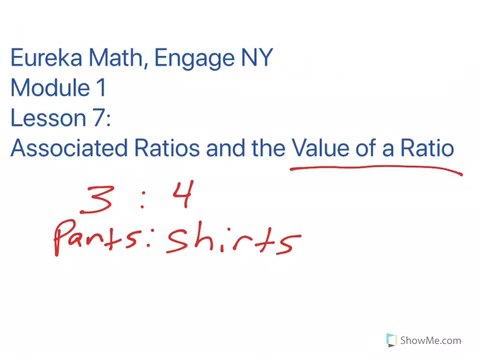 Eureka Math, Engage NY
Module 1
Lesson 7:
Associated Ratios and the Value of a Ratio
3 : 4
Pants: shirts
ShowMe.com